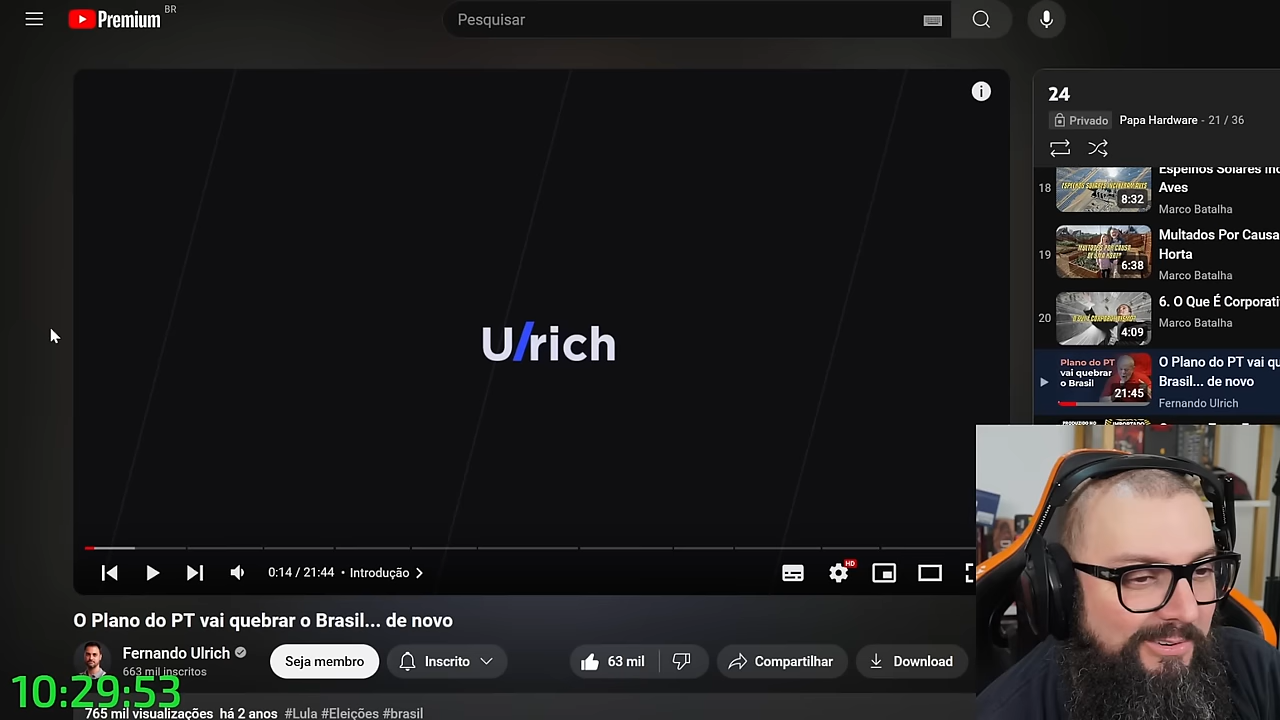 Premium BR
Pesquisar
24
Privado Papa Hardware - 21 / 36
18
8:32
Espelhos Solares
Aves
Marco Batalha
19
MULTADOS POR CAUSA
6:38
Multados Por Causa
Horta
Marco Batalha
20
4:09
6. O Que É
Marco Batalha
Plano do PT
vai quebrar
o Brasil
21:45
O Plano do PT vai
Brasil... de novo
Fernando Ulrich
U/rich
0:14 / 21:44 • Introdução
HD
O Plano do PT vai quebrar o Brasil... de novo
Fernando Ulrich
663 mil inscritos
Seja membro
Inscrito
63 mil
Compartilhar
Download
10:29:53
765 mil visualizações há 2 anos #Lula #Eleições #brasil